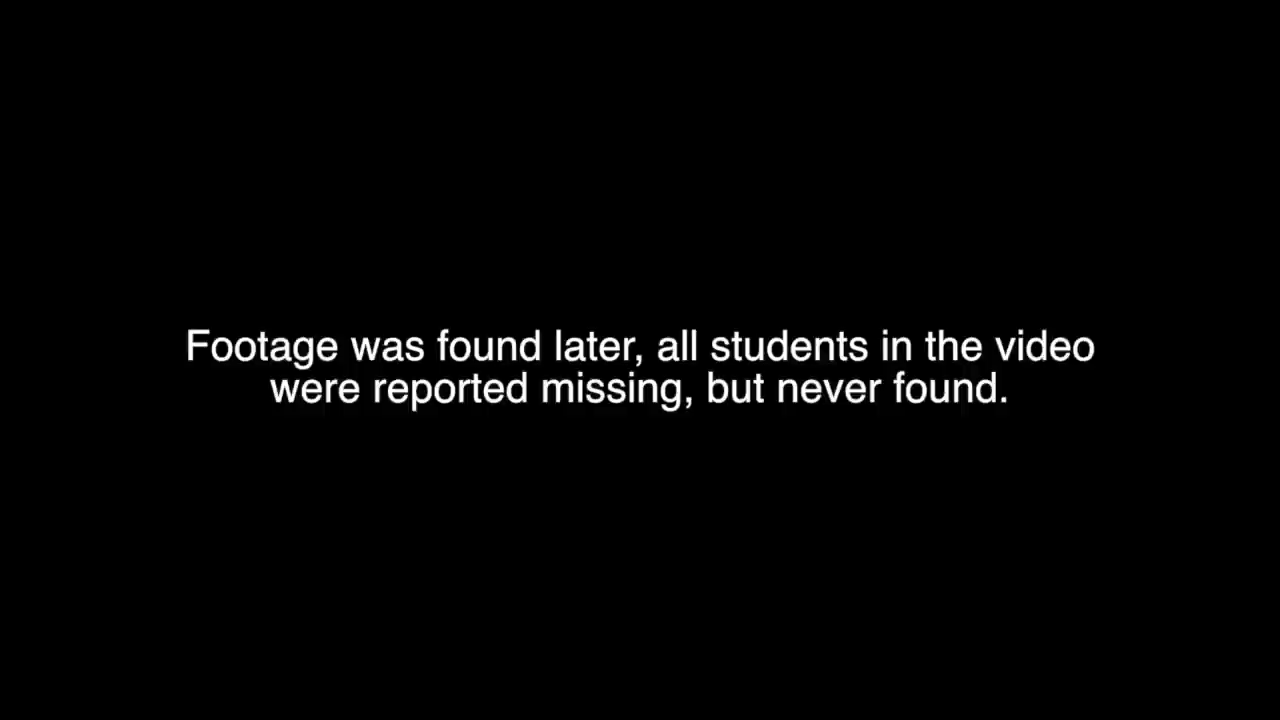 Footage was found later, all students in the video
were reported missing, but never found.